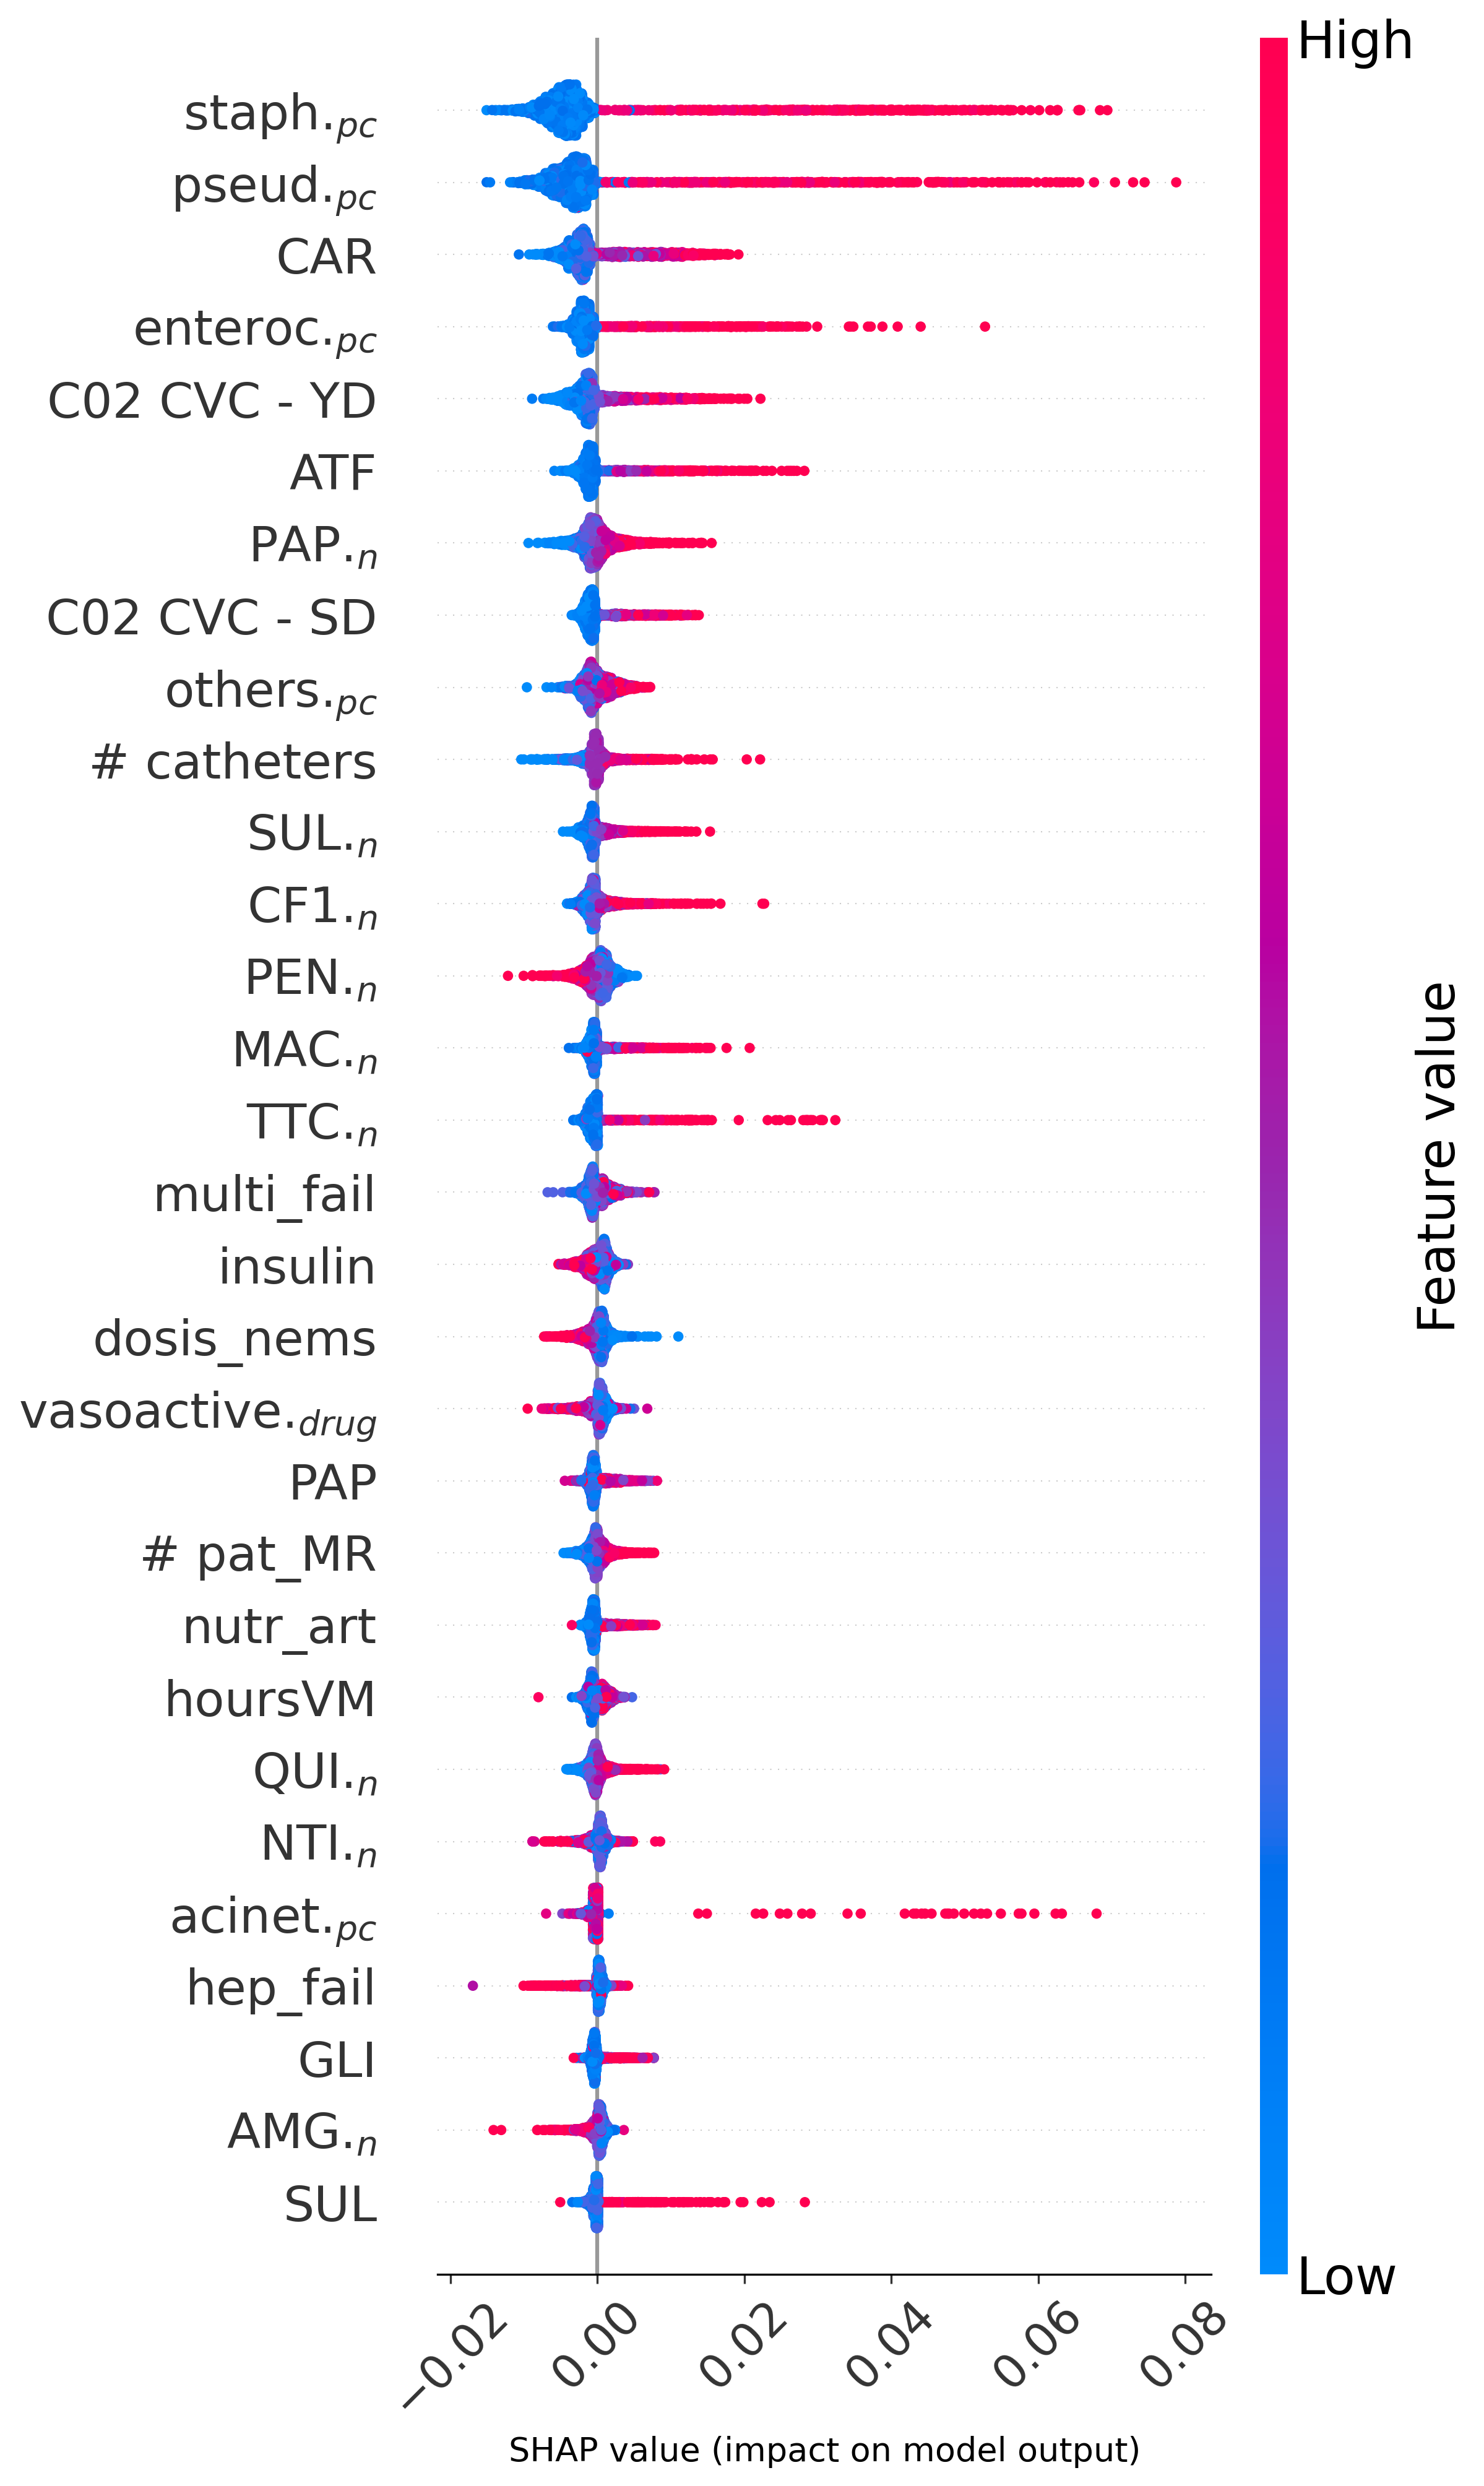 High
staph.pc
pseud.pc
CAR
enteroc.pc
C02 CVC - YD
ATF
PAP.n
C02 CVC - SD
others.pc
# catheters
SUL.n
CF1.n
PEN.n
MAC.n
TTC.n
multi_fail
insulin
dosis_nems
vasoactive.drug
PAP
# pat_MR
nutr_art
hoursVM
QUI.n
NTI.n
acinet.pc
hep_fail
GLI
AMG.n
SUL
Feature value
Low
−0.02 0.00 0.02 0.04 0.06 0.08
SHAP value (impact on model output)